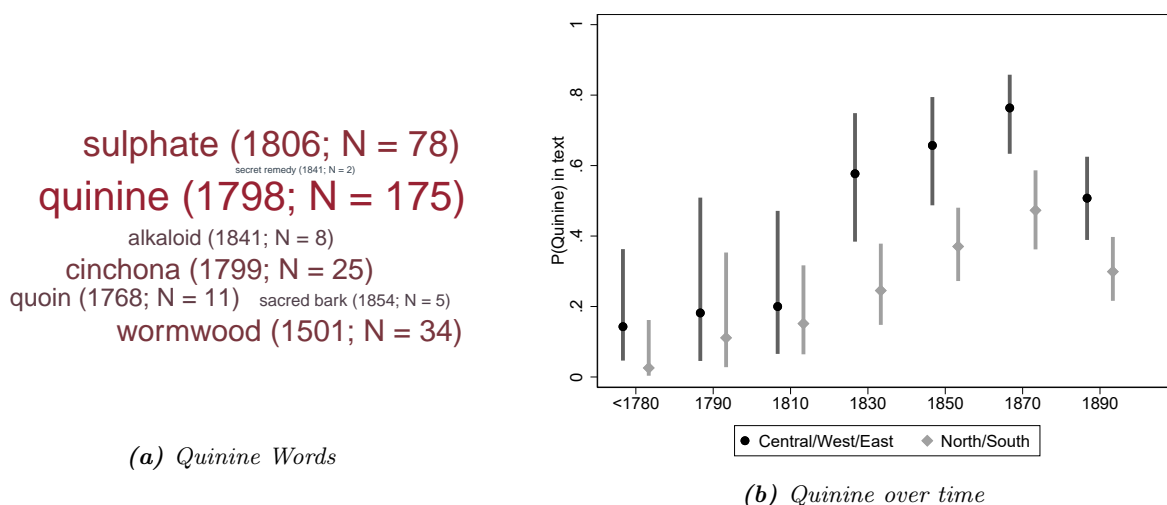 sulphate (1806; N = 78)
secret remedy (1841; N = 2)
quinine (1798; N = 175)
alkaloid (1841; N = 8)
cinchona (1799; N = 25)
quoin (1768; N = 11) sacred bark (1854; N = 5)
wormwood (1501; N = 34)
(a) Quinine Words
P(Quinine) in text
1
.8
.6
.4
.2
0
<1780 1790 1810 1830 1850 1870 1890
Central/West/East North/South
(b) Quinine over time